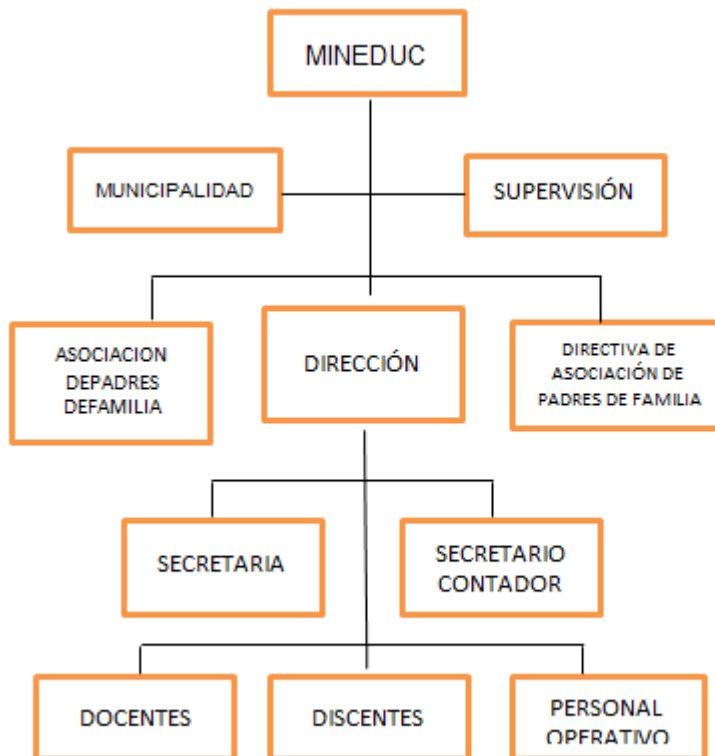 MINEDUC
MUNICIPALIDAD
SUPERVISIÓN
ASOCIACION
DEPADRES
DEFAMILIA
DIRECCIÓN
DIRECTIVA DE
ASOCIACIÓN DE
PADRES DE FAMILIA
SECRETARIA
SECRETARIO
CONTADOR
DOCENTES
DISCENTES
PERSONAL
OPERATIVO